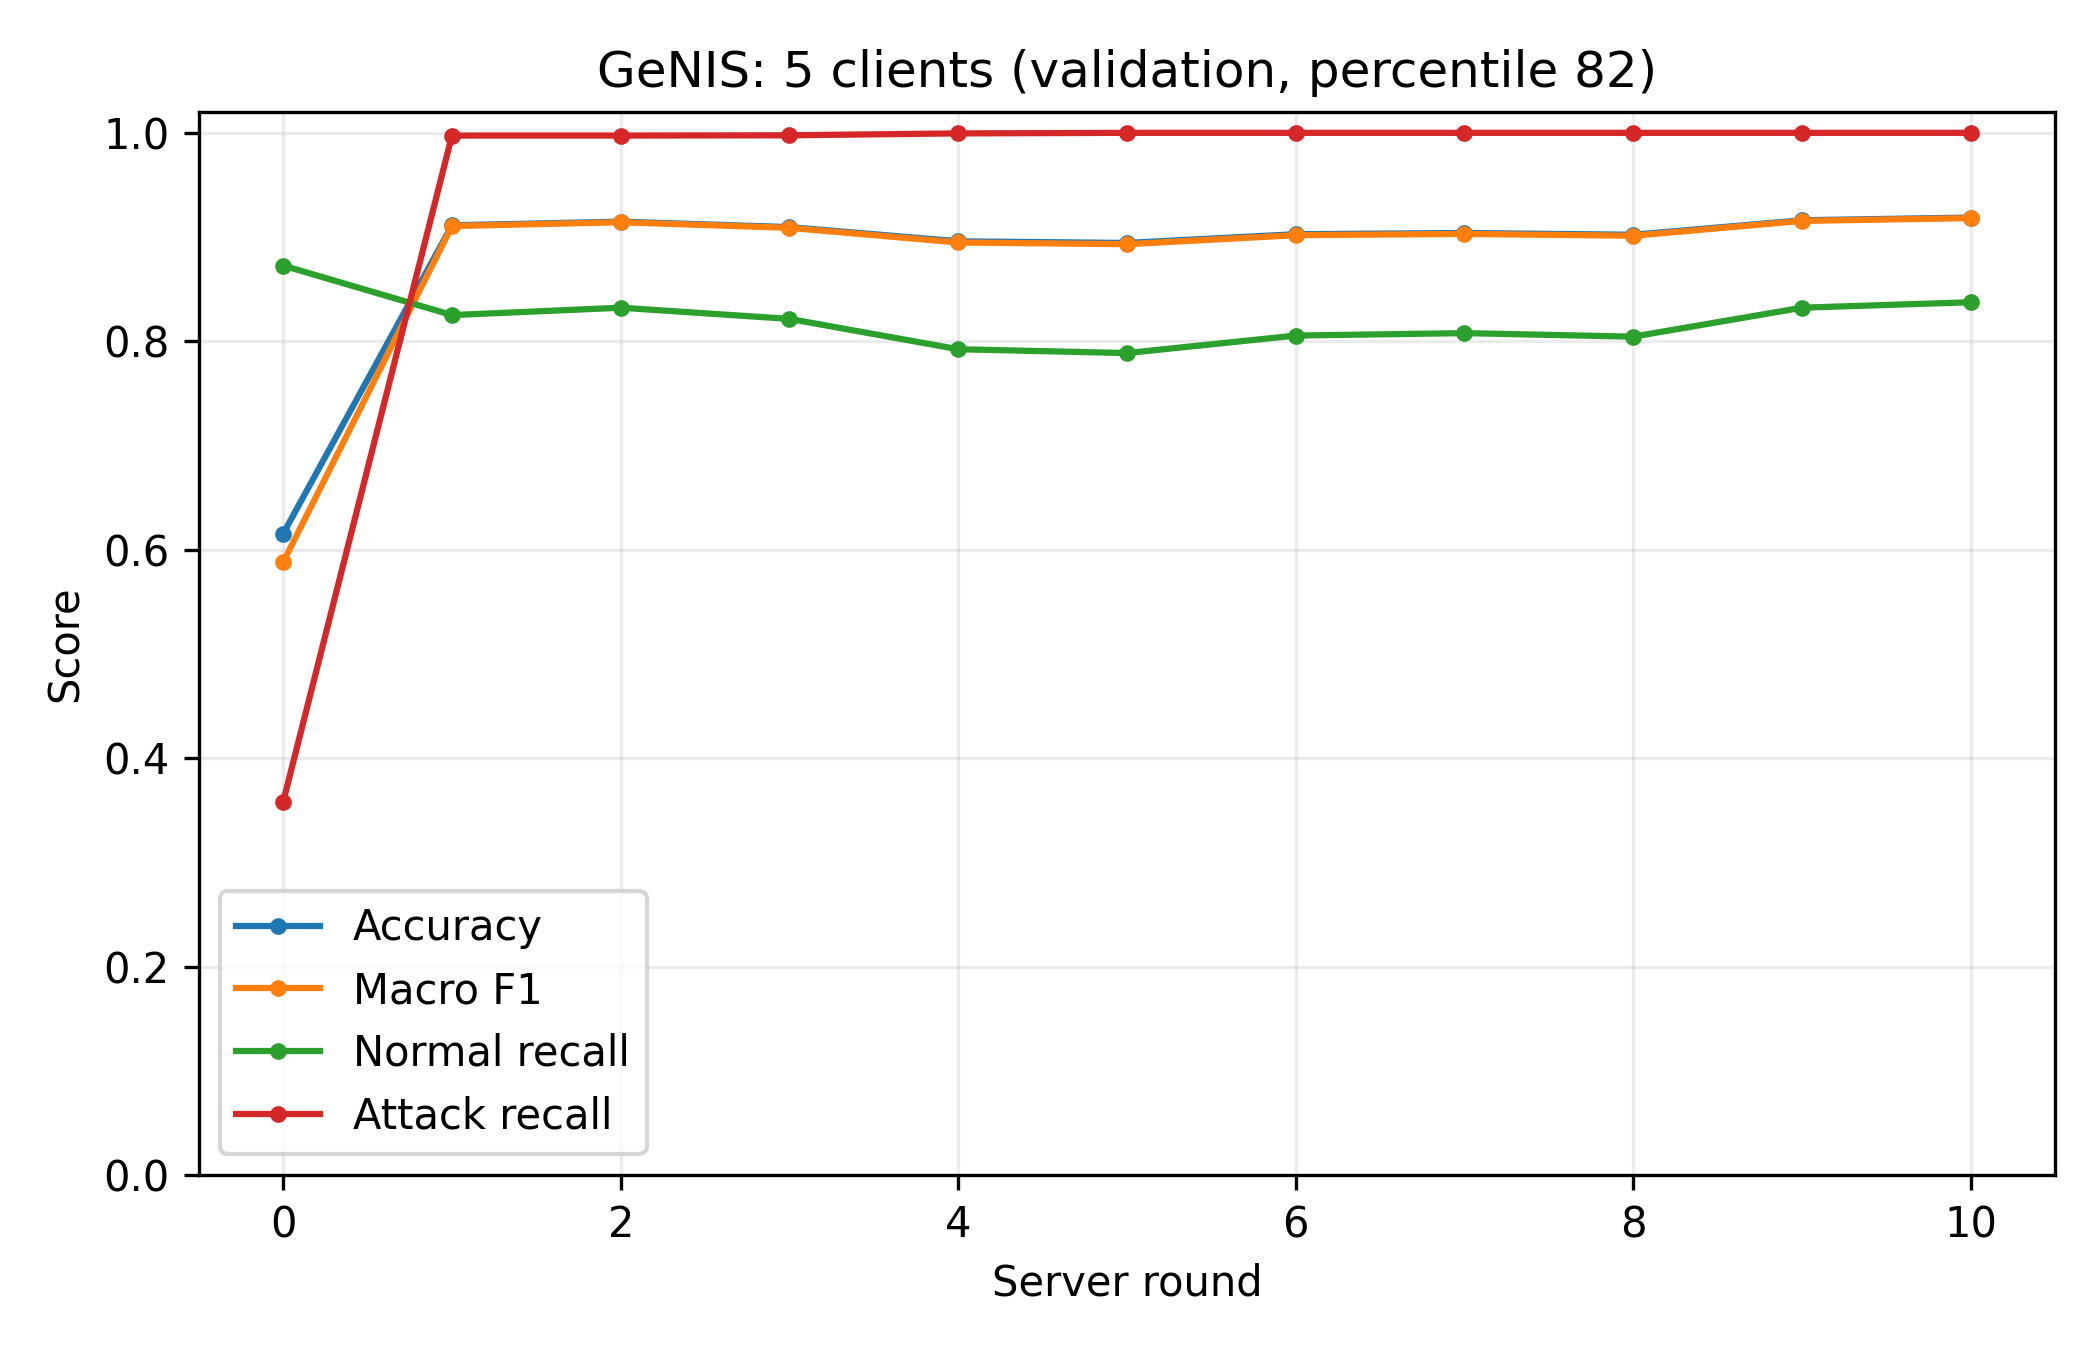 GeNIS: 5 clients (validation, percentile 82)
1.0
0.8
0.6
0.4
0.2
0.0
Score
Accuracy
Macro F1
Normal recall
Attack recall
0 2 4 6 8 10
Server round